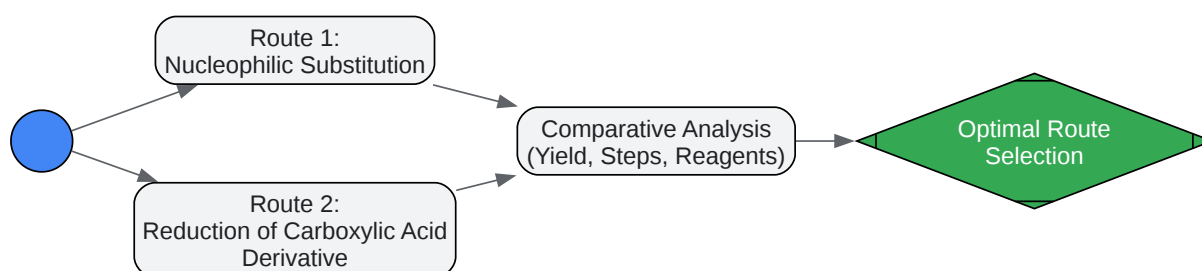 Route 1:
Nucleophilic Substitution
Route 2:
Reduction of Carboxylic Acid
Derivative
Comparative Analysis
(Yield, Steps, Reagents)
Optimal Route
Selection